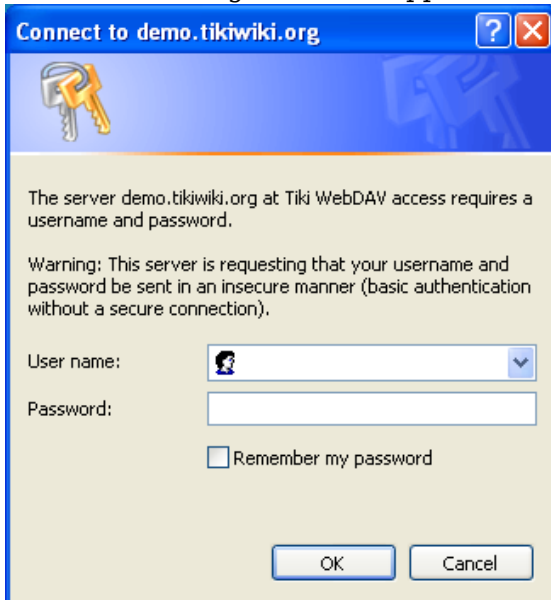 Connect to demo.tikiwiki.org
The server demo.tikiwiki.org at Tiki WebDAV access requires a
username and password.
Warning: This server is requesting that your username and
password be sent in an insecure manner (basic authentication
without a secure connection).
User name:
Password:
Remember my password
OK Cancel